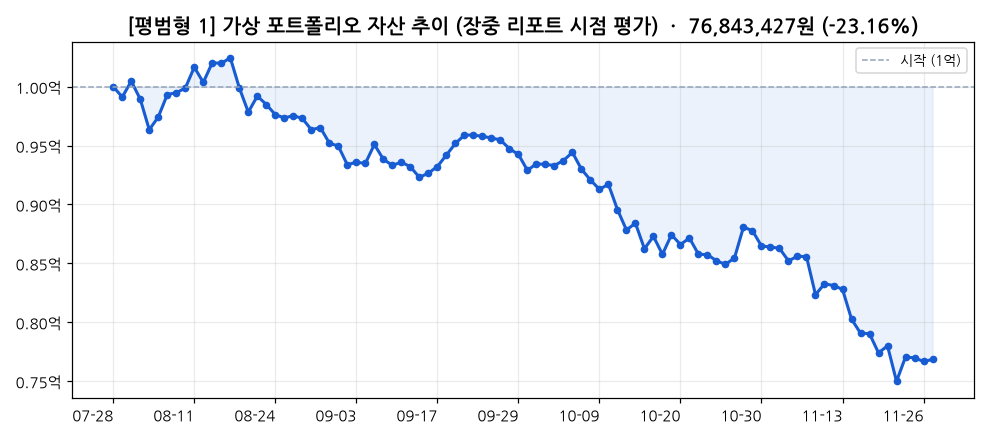 [평범형 1] 가상 포트폴리오 자산 추이 (장중 리포트 시점 평가)  ·  76,843,427원 (-23.16%)
시작 (1억)
1.00억
0.95억
0.90억
0.85억
0.80억
0.75억
07-28 08-11 08-24 09-03 09-17 09-29 10-09 10-20 10-30 11-13 11-26